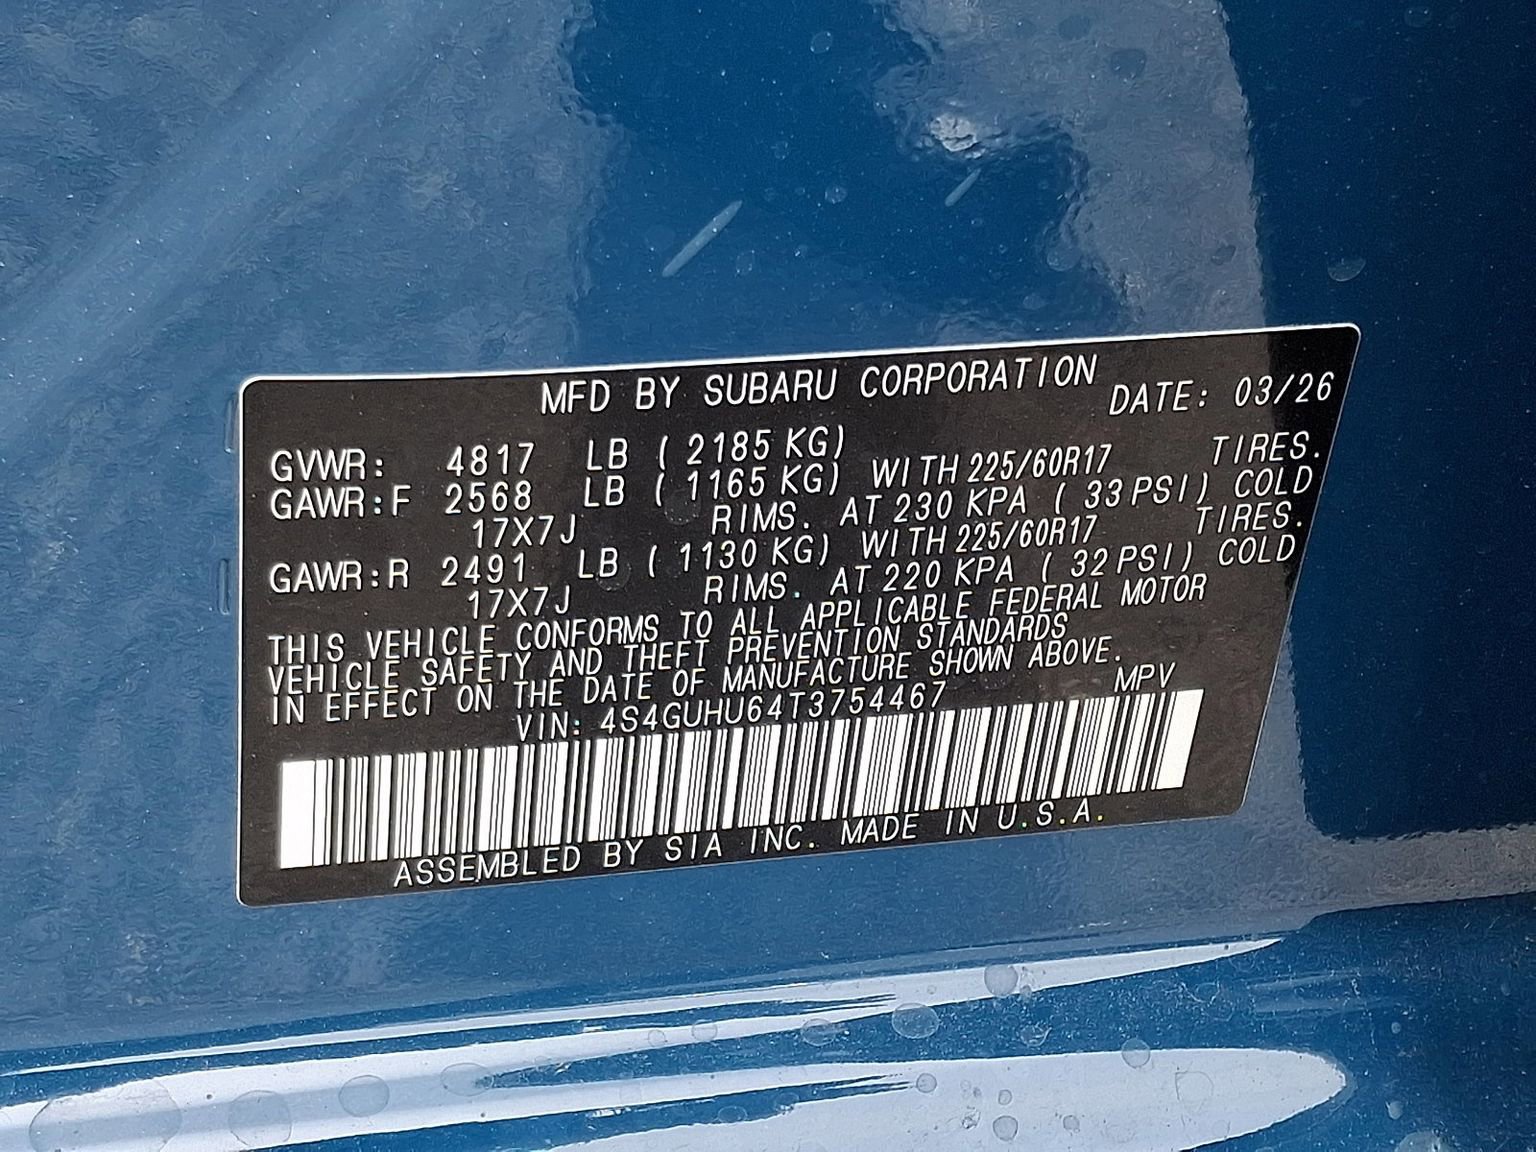 MFD BY SUBARU CORPORATION DATE: 03/26
GVWR: 4817 LB ( 2185 KG)
GAWR:F 2568 LB ( 1165 KG) WITH 225/60R17 TIRES.
17X7J RIMS. AT 230 KPA ( 33 PSI) COLD
GAWR:R 2491 LB ( 1130 KG) WITH 225/60R17 TIRES.
17X7J RIMS. AT 220 KPA ( 32 PSI) COLD
THIS VEHICLE CONFORMS TO ALL APPLICABLE FEDERAL MOTOR
VEHICLE SAFETY AND THEFT PREVENTION STANDARDS
IN EFFECT ON THE DATE OF MANUFACTURE SHOWN ABOVE.
VIN: 4S4GUHU64T3754467 MPV
ASSEMBLED BY SIA INC. MADE IN U.S.A.